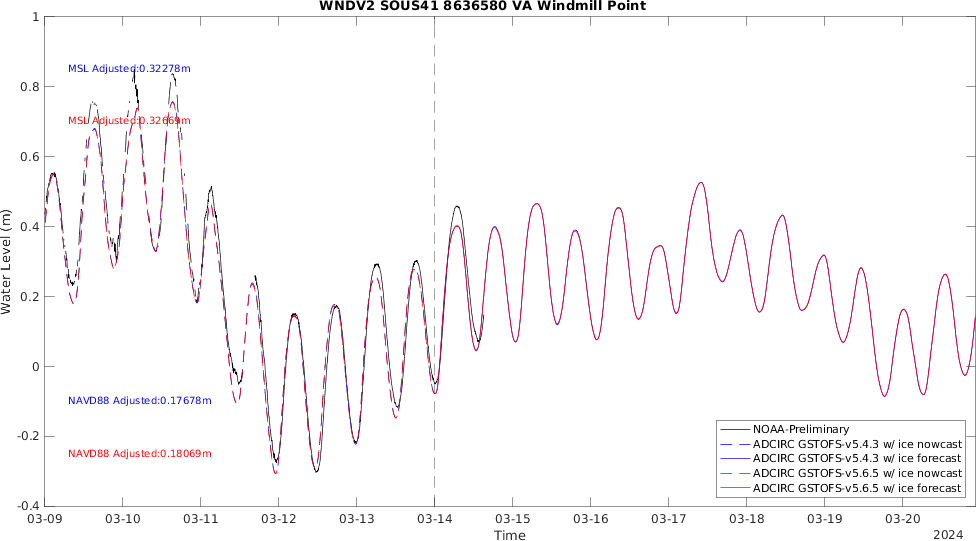 WNDV2 SOUS41 8636580 VA Windmill Point
1
0.8
0.6
0.4
0.2
0
-0.2
-0.4
Water Level (m)
MSL Adjusted:0.32278m
MSL Adjusted:0.32669m
NAVD88 Adjusted:0.17678m
NAVD88 Adjusted:0.18069m
NOAA-Preliminary
ADCIRC GSTOFS-v5.4.3 w/ ice nowcast
ADCIRC GSTOFS-v5.4.3 w/ ice forecast
ADCIRC GSTOFS-v5.6.5 w/ ice nowcast
ADCIRC GSTOFS-v5.6.5 w/ ice forecast
03-09 03-10 03-11 03-12 03-13 03-14 03-15 03-16 03-17 03-18 03-19 03-20
Time
2024